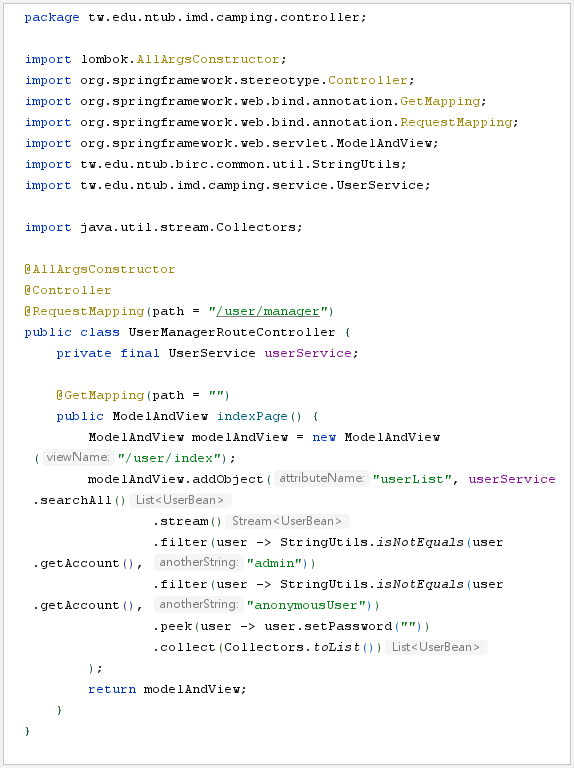 package tw.edu.ntub.imd.camping.controller;
import lombok.AllArgsConstructor;
import org.springframework.stereotype.Controller;
import org.springframework.web.bind.annotation.GetMapping;
import org.springframework.web.bind.annotation.RequestMapping;
import org.springframework.web.servlet.ModelAndView;
import tw.edu.ntub.birc.common.util.StringUtils;
import tw.edu.ntub.imd.camping.service.UserService;
import java.util.stream.Collectors;
@AllArgsConstructor
@Controller
@RequestMapping(path = "/user/manager")
public class UserManagerRouteController {
    private final UserService userService;
    @GetMapping(path = "")
    public ModelAndView indexPage() {
        ModelAndView modelAndView = new ModelAndView
 ( viewName: "/user/index");
        modelAndView.addObject( attributeName: "userList", userService
 .searchAll() List<UserBean>
                .stream() Stream<UserBean>
                .filter(user -> StringUtils.isNotEquals(user
 .getAccount(), anotherString: "admin"))
                .filter(user -> StringUtils.isNotEquals(user
 .getAccount(), anotherString: "anonymousUser"))
                .peek(user -> user.setPassword(""))
                .collect(Collectors.toList()) List<UserBean>
        );
        return modelAndView;
    }
}